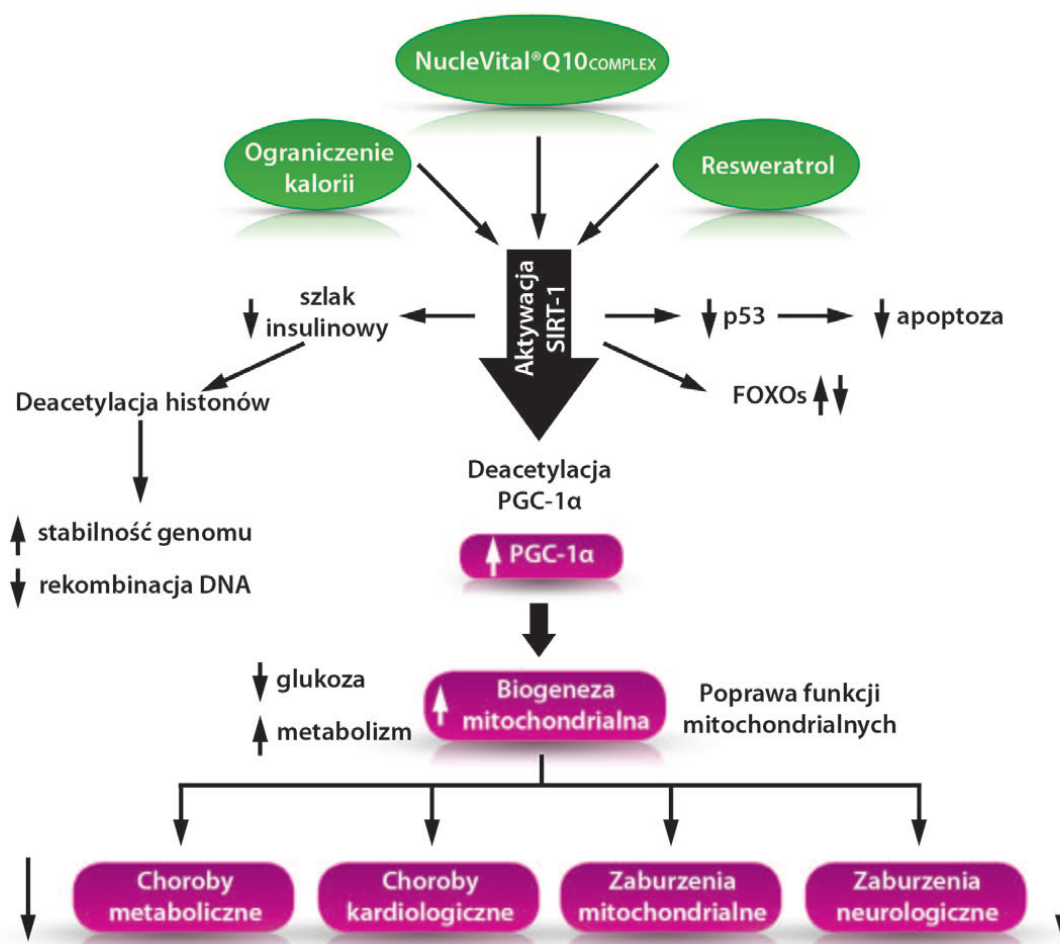 NucleVital®Q10COMPLEX
Ograniczenie
kalorii
Resweratrol
Aktywacja
SIRT-1
szlak
insulinowy
p53
apoptoza
FOXOs
Deacetylacja histonów
Deacetylacja
PGC-1α
stabilność genomu
rekombinacja DNA
PGC-1α
glukoza
metabolizm
Biogeneza
mitochondrialna
Poprawa funkcji
mitochondrialnych
Choroby
metaboliczne
Choroby
kardiologiczne
Zaburzenia
mitochondrialne
Zaburzenia
neurologiczne